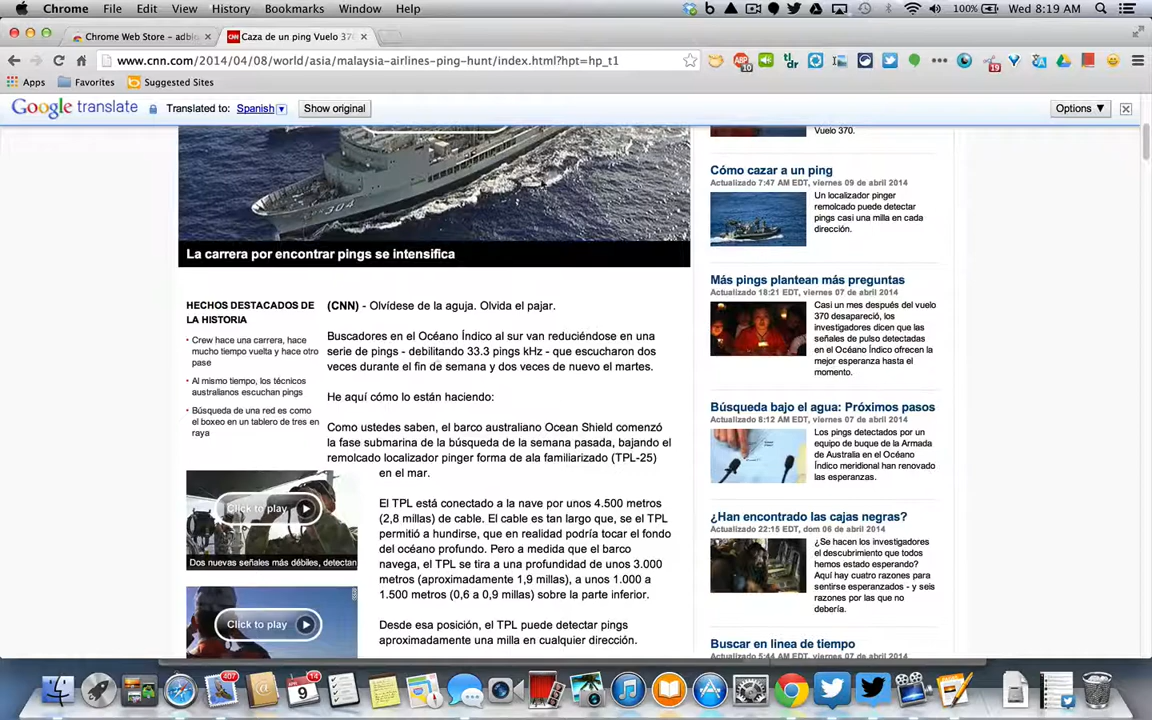 Chrome File Edit View History Bookmarks Window Help 100% Wed 8:19 AM
Chrome Web Store - adblo
CNN Caza de un ping Vuelo 370
www.cnn.com/2014/04/08/world/asia/malaysia-airlines-ping-hunt/index.html?hpt=hp_t1
Apps Favorites Suggested Sites
Google translate Translated to: Spanish Show original Options
304
La carrera por encontrar pings se intensifica
HECHOS DESTACADOS DE
LA HISTORIA
Crew hace una carrera, hace
mucho tiempo vuelta y hace otro
pase
Al mismo tiempo, los técnicos
australianos escuchan pings
Búsqueda de una red es como
el boxeo en un tablero de tres en
raya
Click to play
Dos nuevas señales más débiles, detectan
Click to play
(CNN) - Olvídese de la aguja. Olvida el pajar.
Buscadores en el Océano Índico al sur van reduciéndose en una
serie de pings - debilitando 33.3 pings kHz - que escucharon dos
veces durante el fin de semana y dos veces de nuevo el martes.
He aquí cómo lo están haciendo:
Como ustedes saben, el barco australiano Ocean Shield comenzó
la fase submarina de la búsqueda de la semana pasada, bajando el
remolcado localizador pinger forma de ala familiarizado (TPL-25)
en el mar.
El TPL está conectado a la nave por unos 4.500 metros
(2,8 millas) de cable. El cable es tan largo que, se el TPL
permitió a hundirse, que en realidad podría tocar el fondo
del océano profundo. Pero a medida que el barco
navega, el TPL se tira a una profundidad de unos 3.000
metros (aproximadamente 1,9 millas), a unos 1.000 a
1.500 metros (0,6 a 0,9 millas) sobre la parte inferior.
Desde esa posición, el TPL puede detectar pings
aproximadamente una milla en cualquier dirección.
Vuelo 370.
Cómo cazar a un ping
Actualizado 7:47 AM EDT, viernes 09 de abril 2014
Un localizador pinger
remolcado puede detectar
pings casi una milla en cada
dirección.
Más pings plantean más preguntas
Actualizado 18:21 EDT, viernes 07 de abril 2014
Casi un mes después del vuelo
370 desapareció, los
investigadores dicen que las
señales de pulso detectadas
en el Océano Índico ofrecen la
mejor esperanza hasta el
momento.
Búsqueda bajo el agua: Próximos pasos
Actualizado 8:12 AM EDT, viernes 07 de abril 2014
Los pings detectados por un
equipo de buque de la Armada
de Australia en el Océano
Índico meridional han renovado
las esperanzas.
¿Han encontrado las cajas negras?
Actualizado 22:15 EDT, dom 06 de abril 2014
¿Se hacen los investigadores
el descubrimiento que todos
hemos estado esperando?
Aquí hay cuatro razones para
sentirse esperanzados - y seis
razones por las que no
debería.
Buscar en linea de tiempo
Actualizado 5:44 AM EDT, viernes 07 de abril 2014
407
9
14